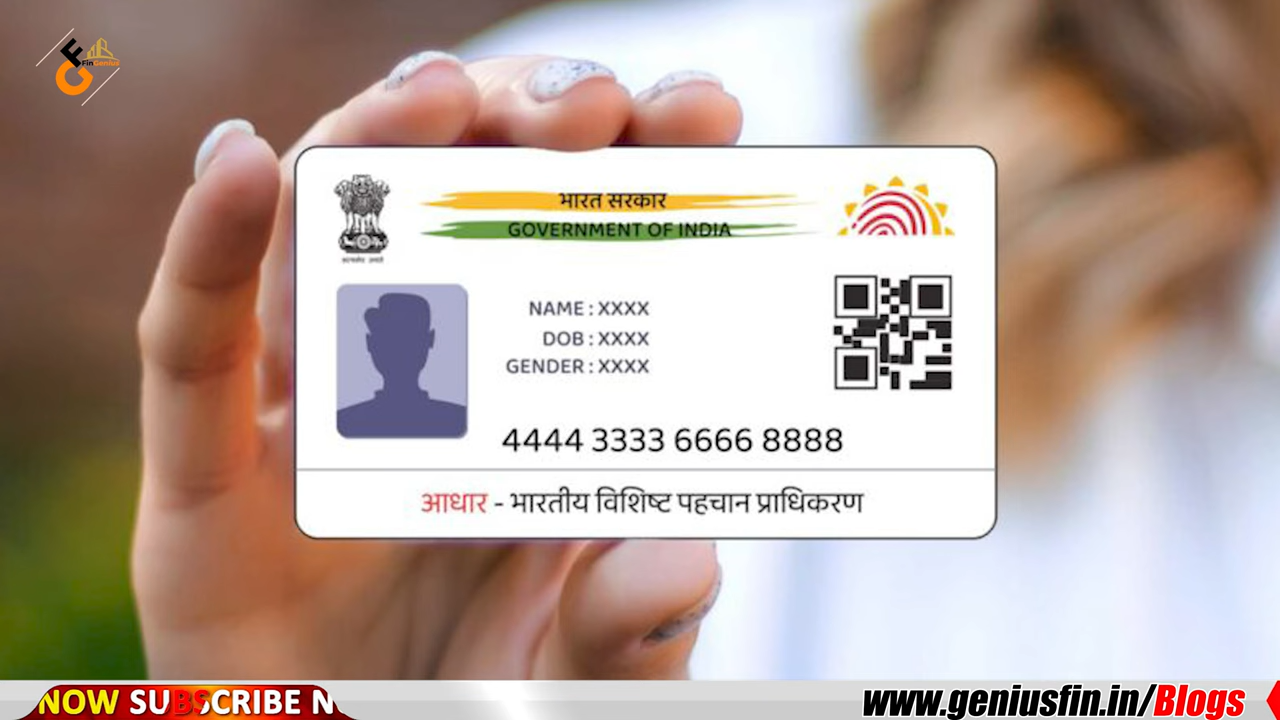 FinGenius
भारत सरकार
GOVERNMENT OF INDIA
NAME : XXXX
DOB : XXXX
GENDER : XXXX
4444 3333 6666 8888
आधार - भारतीय विशिष्ट पहचान प्राधिकरण
NOW SUBSCRIBE N
www.geniusfin.in/Blogs